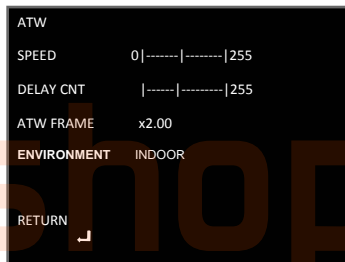 ATW
SPEED 0|-------|--------|255
DELAY CNT |------|---------|255
ATW FRAME x2.00
ENVIRONMENT INDOOR
RETURN ↵
shop